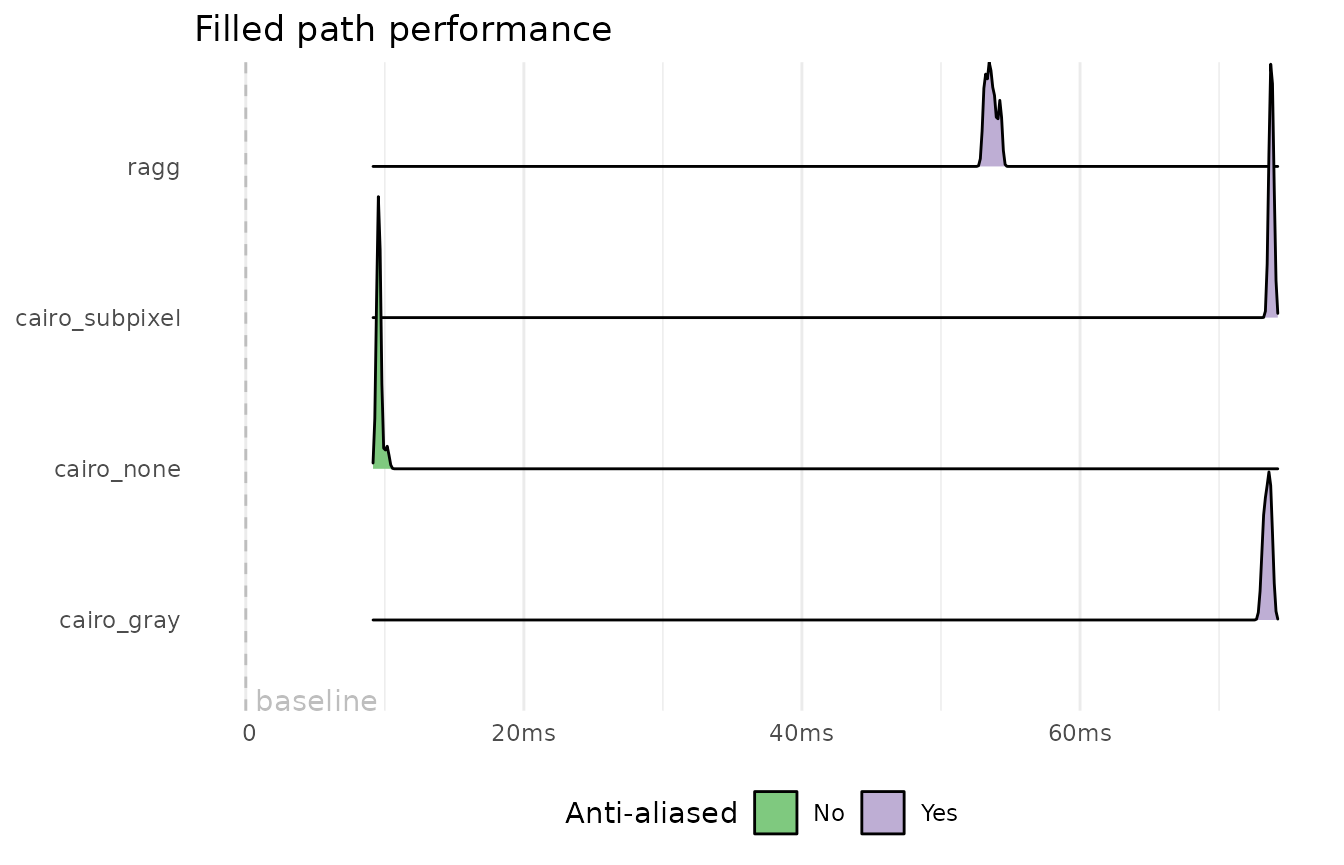 Filled path performance
ragg
cairo_subpixel
cairo_none
cairo_gray
baseline
0 20ms 40ms 60ms
Anti-aliased No Yes